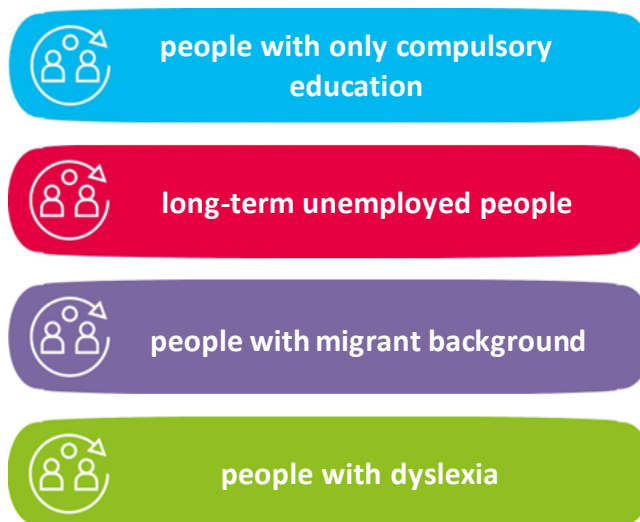 people with only compulsory
education
long-term unemployed people
people with migrant background
people with dyslexia